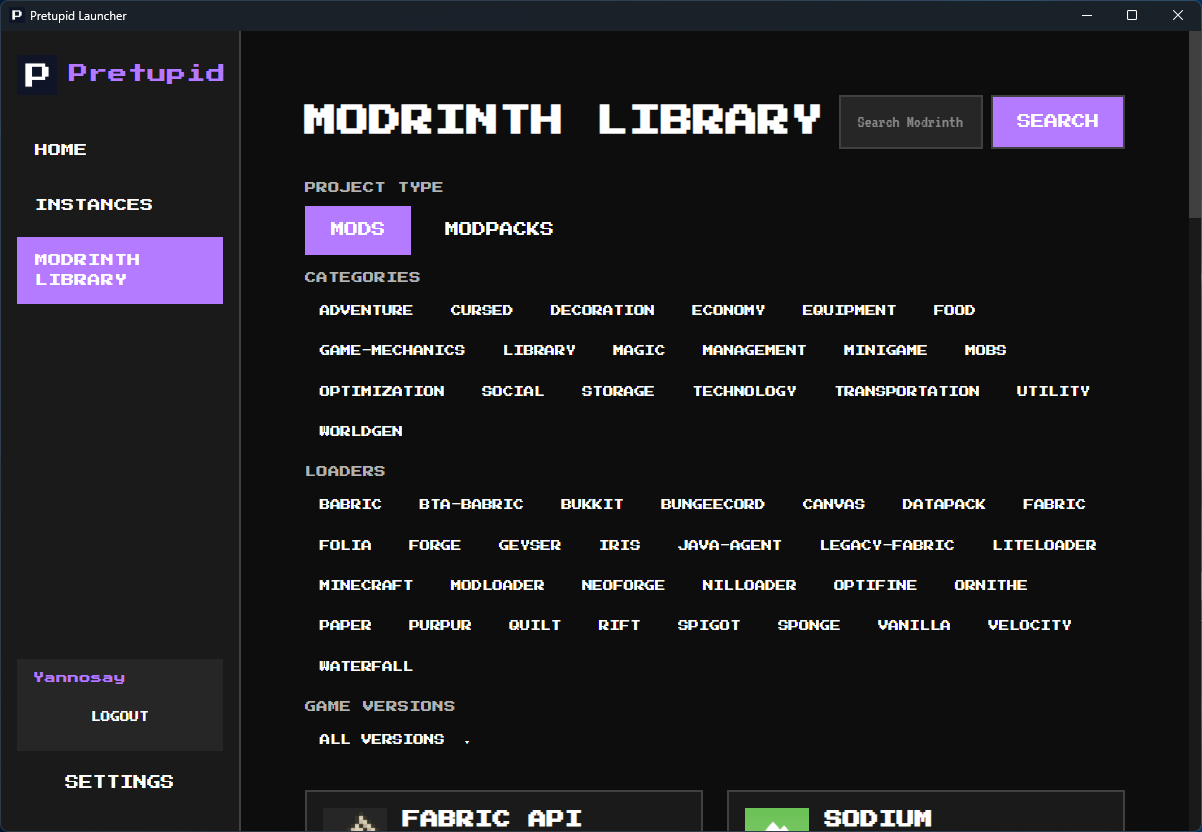 P Pretupid Launcher
P Pretupid
HOME
INSTANCES
MODRINTH
LIBRARY
Yannosay
LOGOUT
SETTINGS
MODRINTH LIBRARY Search Modrinth SEARCH
PROJECT TYPE
MODS MODPACKS
CATEGORIES
ADVENTURE CURSED DECORATION ECONOMY EQUIPMENT FOOD
GAME-MECHANICS LIBRARY MAGIC MANAGEMENT MINIGAME MOBS
OPTIMIZATION SOCIAL STORAGE TECHNOLOGY TRANSPORTATION UTILITY
WORLDGEN
LOADERS
BABRIC BTA-BABRIC BUKKIT BUNGEECORD CANVAS DATAPACK FABRIC
FOLIA FORGE GEYSER IRIS JAVA-AGENT LEGACY-FABRIC LITELOADER
MINECRAFT MODLOADER NEOFORGE NILLOADER OPTIFINE ORNITHE
PAPER PURPUR QUILT RIFT SPIGOT SPONGE VANILLA VELOCITY
WATERFALL
GAME VERSIONS
ALL VERSIONS
FABRIC API SODIUM